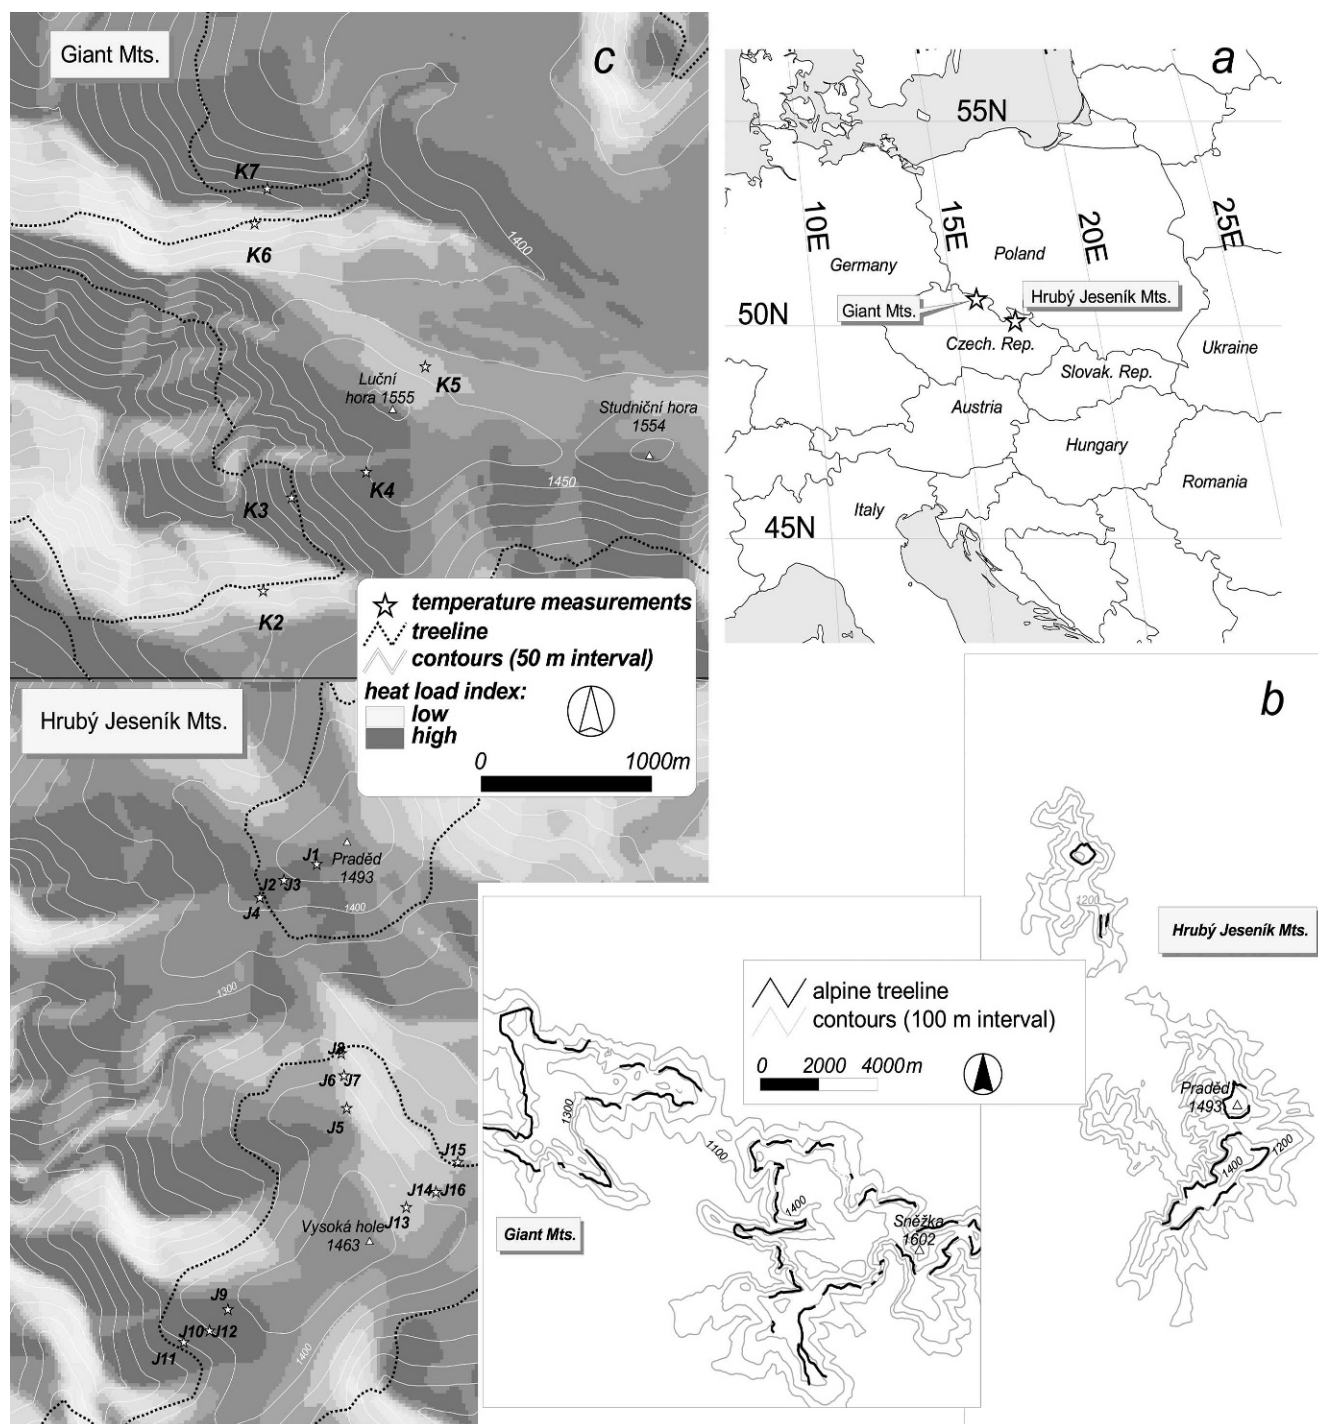 Giant Mts.
c
K7
K6
1400
K5
Luční
hora 1555
Studniční hora
1554
K4
1450
K3
K2
temperature measurements
treeline
contours (50 m interval)
heat load index:
low
high
0 1000m
Hrubý Jeseník Mts.
J1
Praděd
1493
J2 J3
J4
1400
1300
J8
J6 J7
J5
J15
J14 J16
J13
Vysoká hole
1463
J9
J10 J12
J11
1400
a
55N
10E
15E
20E
25E
Germany
Poland
Giant Mts.
Hrubý Jeseník Mts.
50N
Czech. Rep.
Ukraine
Slovak. Rep.
Austria
Hungary
Romania
Italy
45N
b
1200
Hrubý Jeseník Mts.
alpine treeline
contours (100 m interval)
0 2000 4000m
Praděd
1493
1400
1200
1300
1100
1400
Giant Mts.
Sněžka
1602